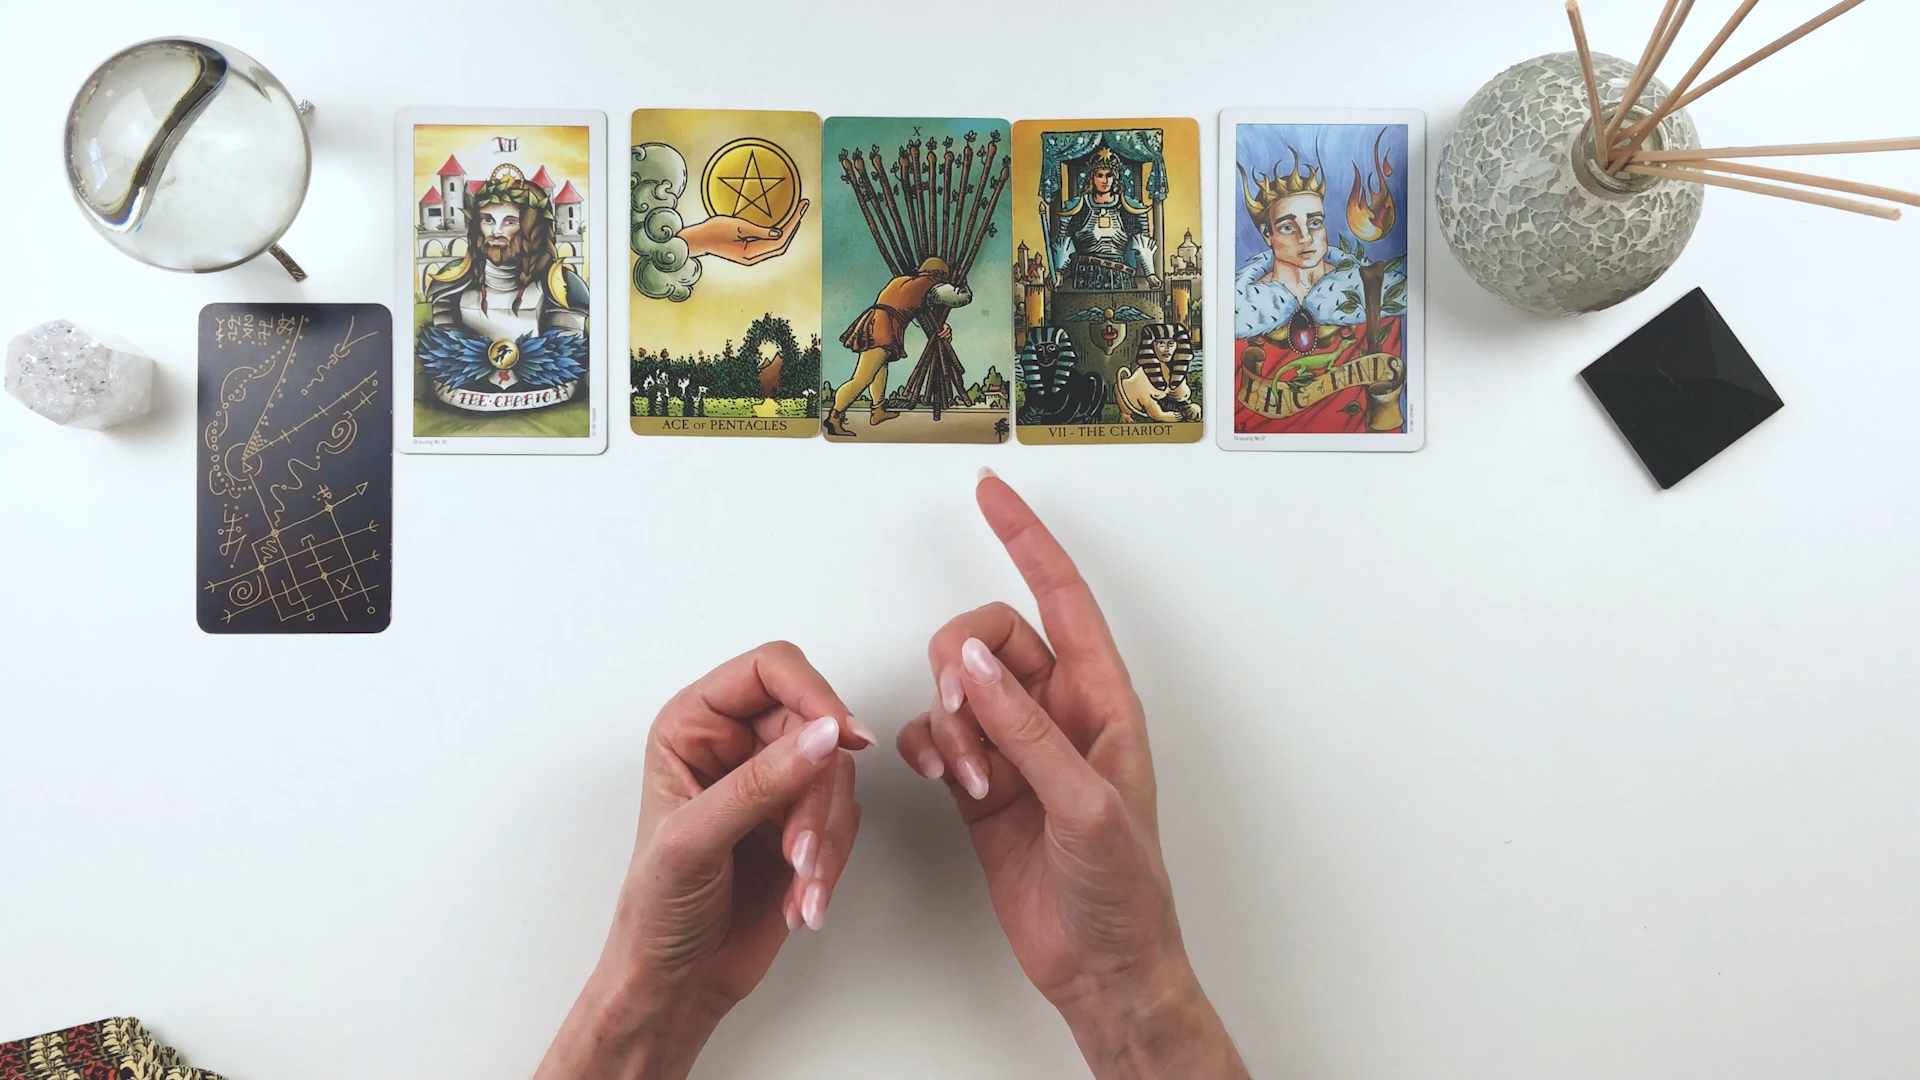 VII
THE·CHARIOT
ACE OF PENTACLES
X
VII - THE CHARIOT
KING of WANDS